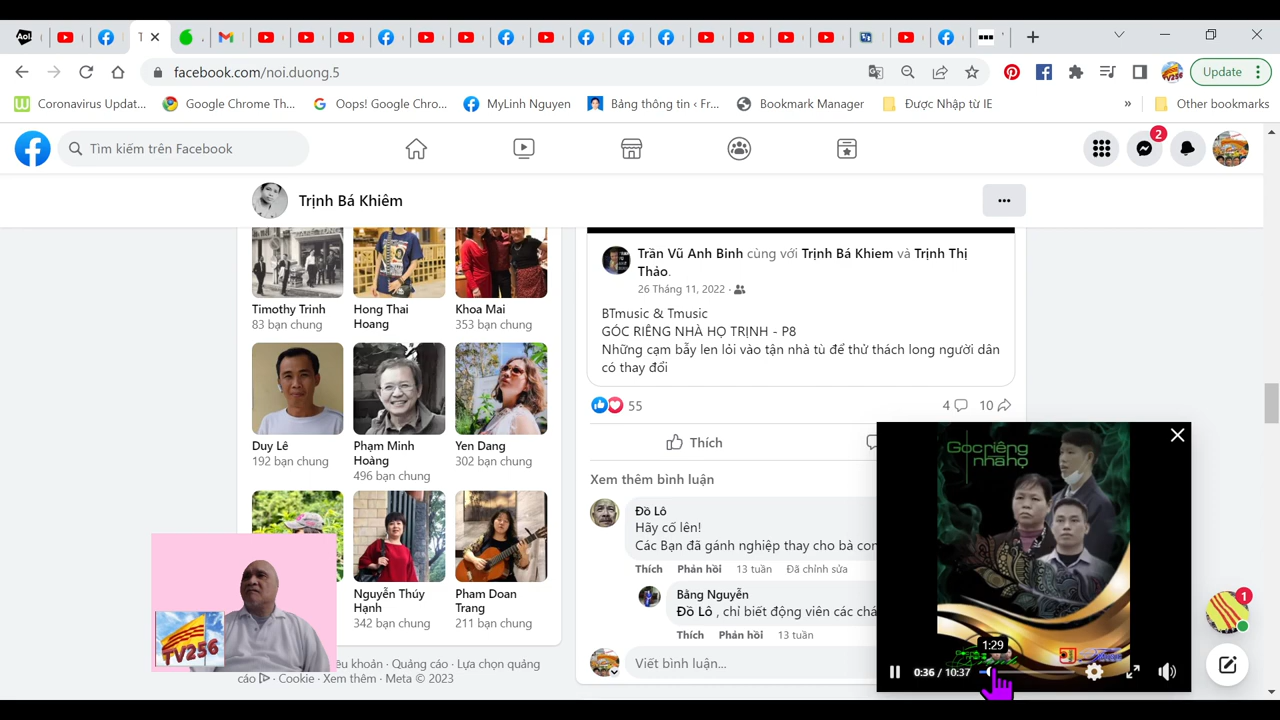 Aol.
T
Update
facebook.com/noi.duong.5
Coronavirus Updat...
Google Chrome Th...
Oops! Google Chro...
MyLinh Nguyen
Bảng thông tin ‹ Fr...
Bookmark Manager
Được Nhập từ IE
»
Other bookmarks
Tìm kiếm trên Facebook
2
Trịnh Bá Khiêm
Timothy Trinh
83 bạn chung
Hong Thai
Hoang
Khoa Mai
353 bạn chung
Duy Lê
192 bạn chung
Phạm Minh
Hoàng
496 bạn chung
Yen Dang
302 bạn chung
Nguyễn Thúy
Hạnh
342 bạn chung
Pham Doan
Trang
211 bạn chung
TV256
khoản · Quảng cáo · Lựa chọn quảng
cáo · Cookie · Xem thêm · Meta © 2023
Trần Vũ Anh Binh cùng với Trịnh Bá Khiem và Trịnh Thị
Thảo.
26 Tháng 11, 2022 ·
BTmusic & Tmusic
GÓC RIÊNG NHÀ HỌ TRỊNH - P8
Những cạm bẫy len lỏi vào tận nhà tù để thử thách long người dân
có thay đổi
55
4
10
Thích
Xem thêm bình luận
Đồ Lô
Hãy cố lên!
Các Bạn đã gánh nghiệp thay cho bà con
Thích Phản hồi 13 tuần Đã chỉnh sửa
Bằng Nguyễn
Đồ Lô , chỉ biết động viên các chá
Thích Phản hồi 13 tuần
Viết bình luận...
Góc riêng
nhà họ
1:29
0:36 / 10:37
1